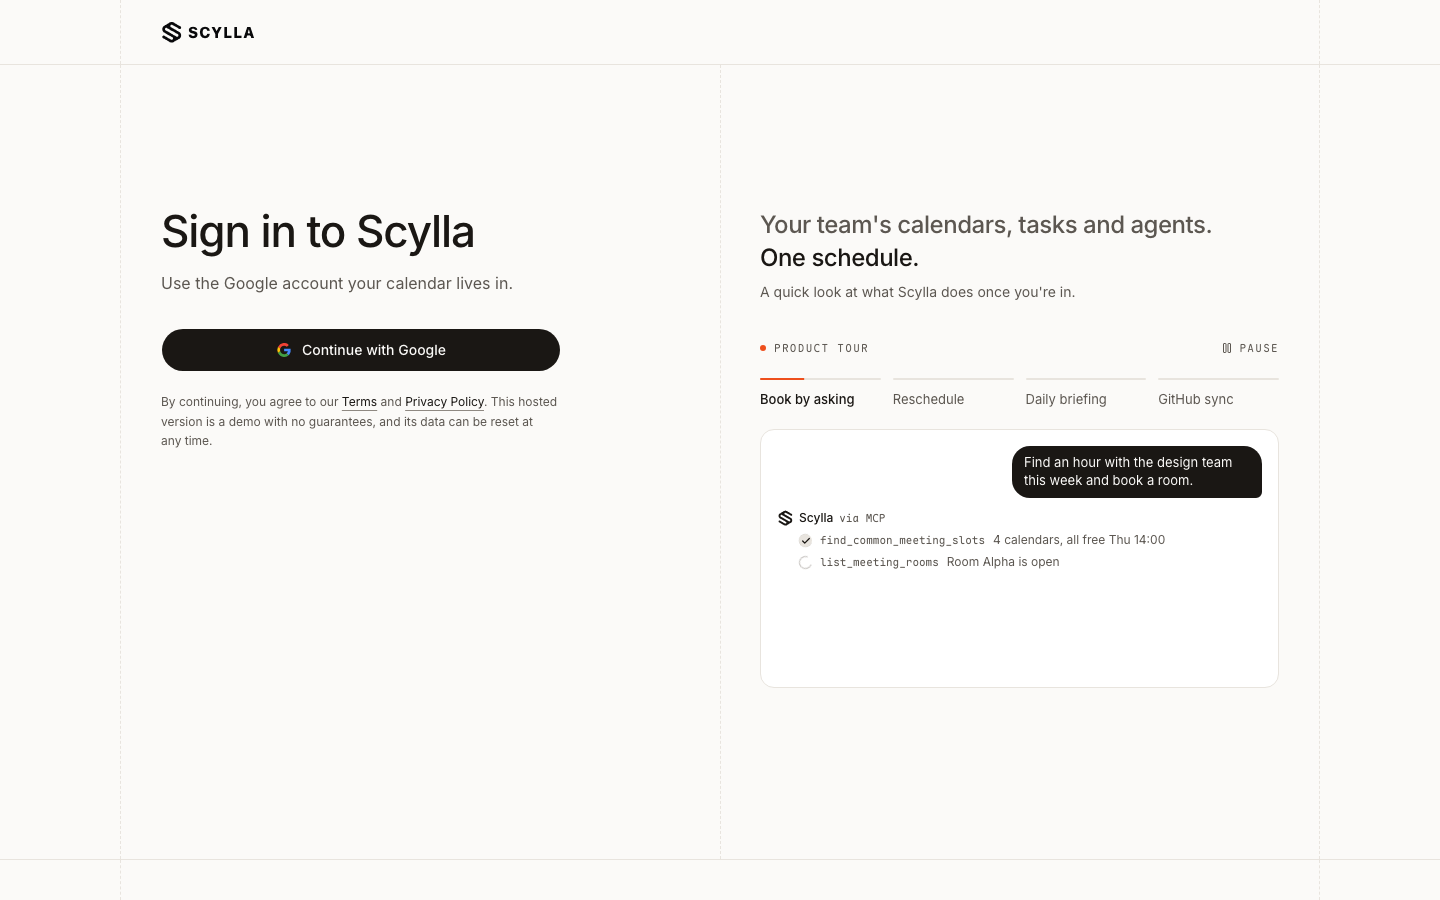 SCYLLA
Sign in to Scylla
Use the Google account your calendar lives in.
Continue with Google
By continuing, you agree to our Terms and Privacy Policy. This hosted
version is a demo with no guarantees, and its data can be reset at
any time.
Your team's calendars, tasks and agents.
One schedule.
A quick look at what Scylla does once you're in.
PRODUCT TOUR
PAUSE
Book by asking
Reschedule
Daily briefing
GitHub sync
Find an hour with the design team
this week and book a room.
Scylla via MCP
find_common_meeting_slots 4 calendars, all free Thu 14:00
list_meeting_rooms Room Alpha is open